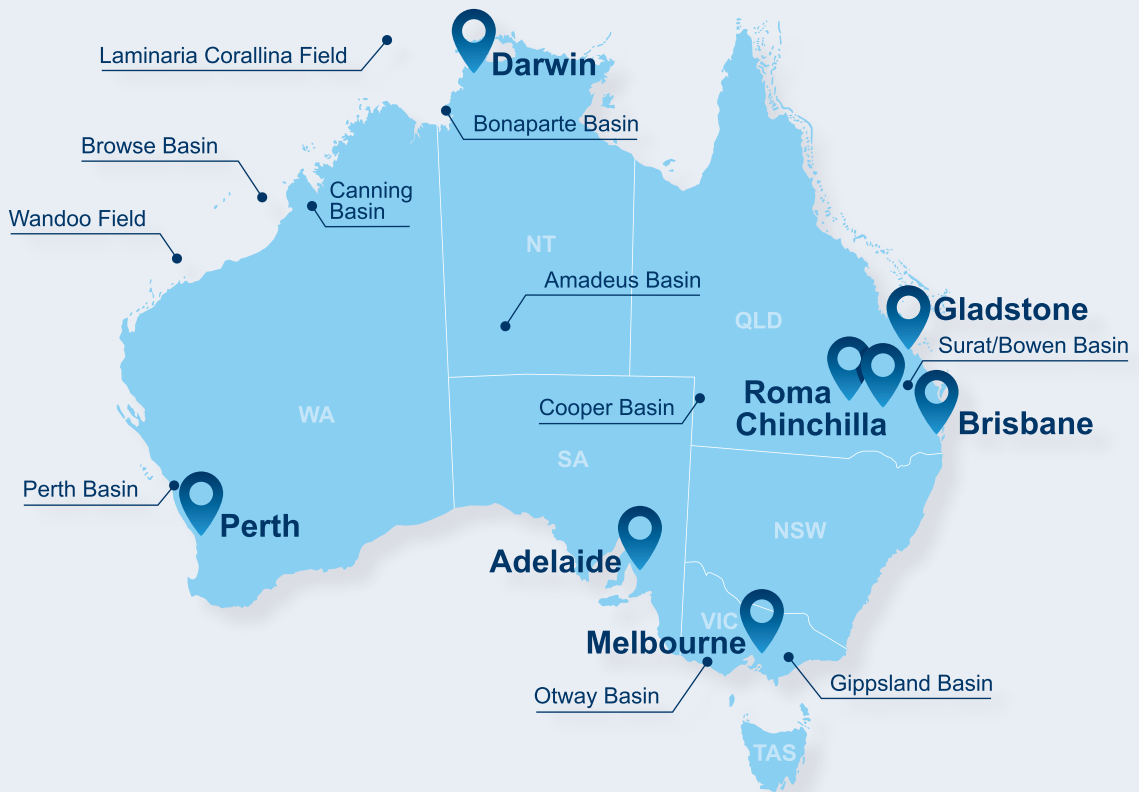 Laminaria Corallina Field
Darwin
Bonaparte Basin
Browse Basin
Canning
Basin
Wandoo Field
NT
Amadeus Basin
QLD
Gladstone
Surat/Bowen Basin
Roma
Chinchilla
Brisbane
Cooper Basin
WA
SA
Perth Basin
Perth
NSW
Adelaide
VIC
Melbourne
Otway Basin
Gippsland Basin
TAS